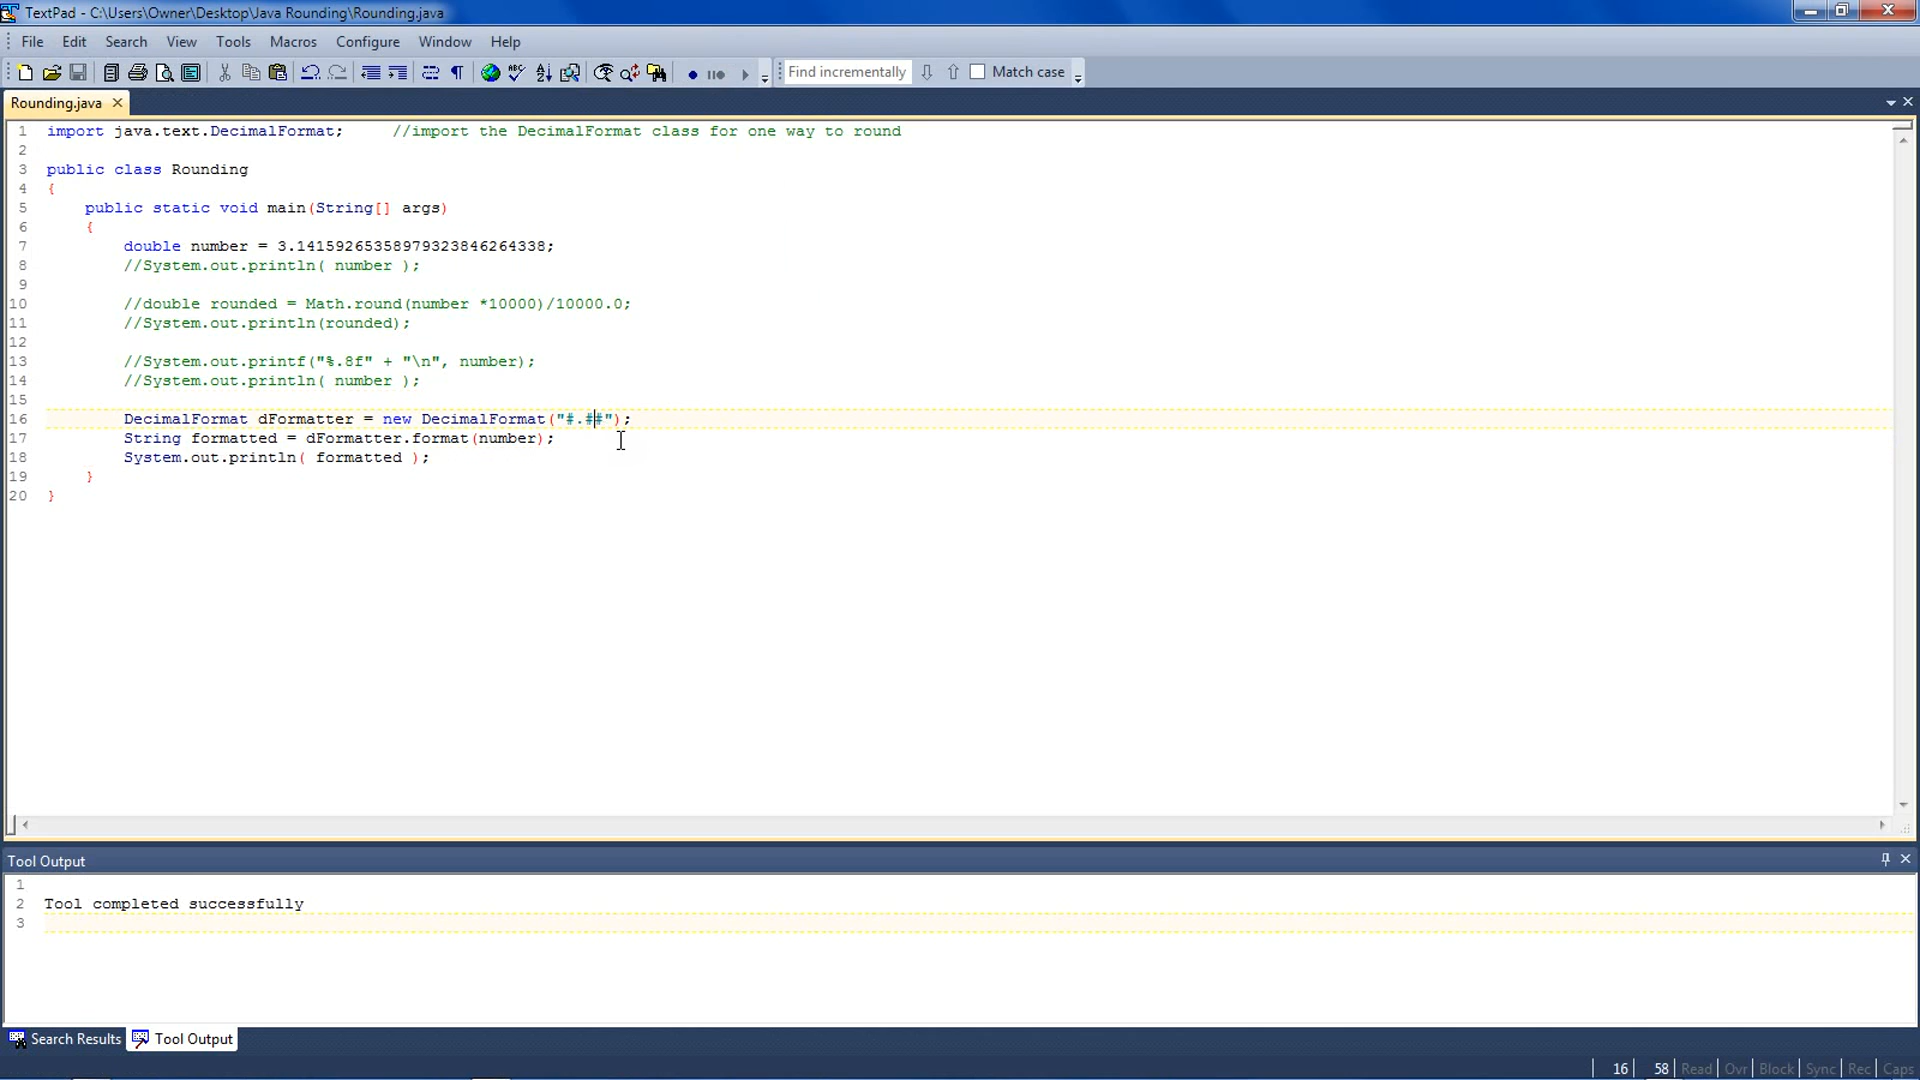 TextPad - C:\Users\Owner\Desktop\Java Rounding\Rounding.java
File Edit Search View Tools Macros Configure Window Help
Find incrementally Match case
Rounding.java
1 import java.text.DecimalFormat; //import the DecimalFormat class for one way to round
2
3 public class Rounding
4 {
5 public static void main(String[] args)
6 {
7 double number = 3.14159265358979323846264338;
8 //System.out.println( number );
9
10 //double rounded = Math.round(number *10000)/10000.0;
11 //System.out.println(rounded);
12
13 //System.out.printf("%.8f" + "\n", number);
14 //System.out.println( number );
15
16 DecimalFormat dFormatter = new DecimalFormat("#.##");
17 String formatted = dFormatter.format(number);
18 System.out.println( formatted );
19 }
20 }
Tool Output
1
2 Tool completed successfully
3
Search Results Tool Output
16 58 Read Ovr Block Sync Rec Caps